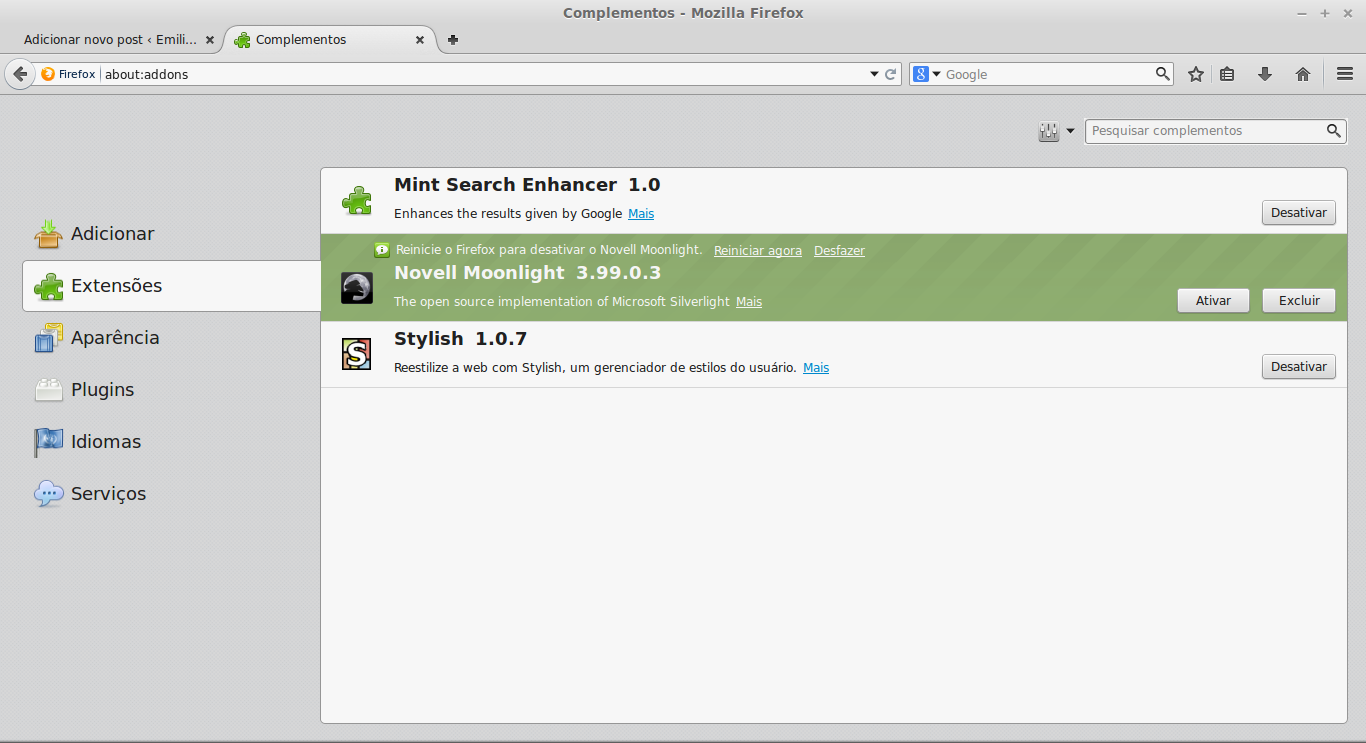 Complementos - Mozilla Firefox
Adicionar novo post ‹ Emili...
Complementos
Firefox
about:addons
Google
Pesquisar complementos
Adicionar
Extensões
Aparência
Plugins
Idiomas
Serviços
Mint Search Enhancer 1.0
Enhances the results given by Google Mais
Desativar
Reinicie o Firefox para desativar o Novell Moonlight. Reiniciar agora Desfazer
Novell Moonlight 3.99.0.3
The open source implementation of Microsoft Silverlight Mais
Ativar Excluir
Stylish 1.0.7
Reestilize a web com Stylish, um gerenciador de estilos do usuário. Mais
Desativar